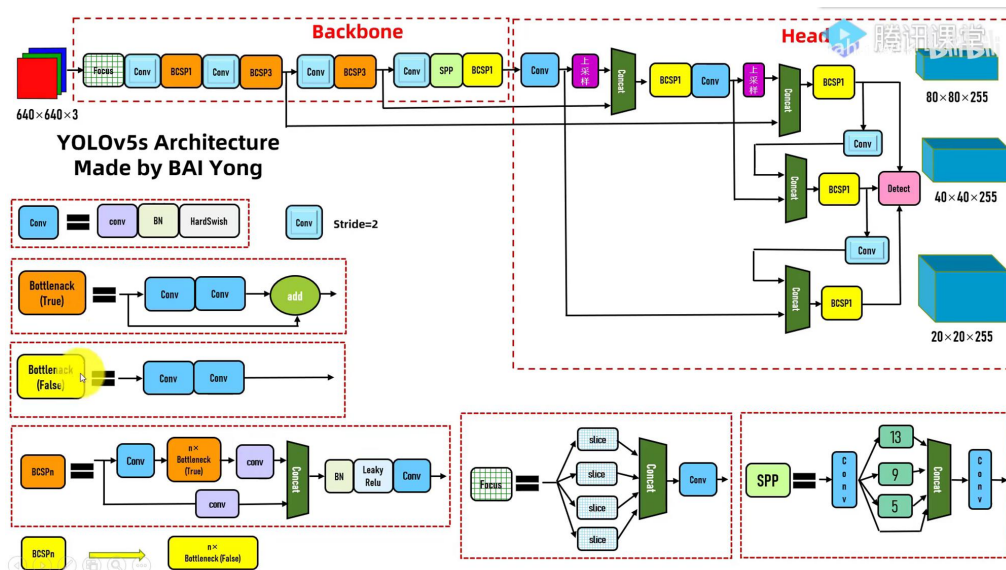 Backbone
Head
腾讯课堂
Focus
Conv
BCSP1
Conv
BCSP3
Conv
BCSP3
Conv
SPP
BCSP1
Conv
上采样
Concat
BCSP1
Conv
上采样
Concat
BCSP1
640×640×3
80×80×255
YOLOv5s Architecture
Made by BAI Yong
Conv
Concat
BCSP1
Detect
40×40×255
Conv
conv
BN
HardSwish
Conv
Stride=2
Conv
Bottlenack
(True)
Conv
Conv
add
Concat
BCSP1
20×20×255
Bottlenack
(False)
Conv
Conv
BCSPn
Conv
n×
Bottleneck
(True)
conv
conv
Concat
BN
Leaky
Relu
Conv
Focus
slice
slice
slice
slice
Concat
Conv
SPP
Conv
13
9
5
Concat
Conv
BCSPn
n×
Bottleneck(False)